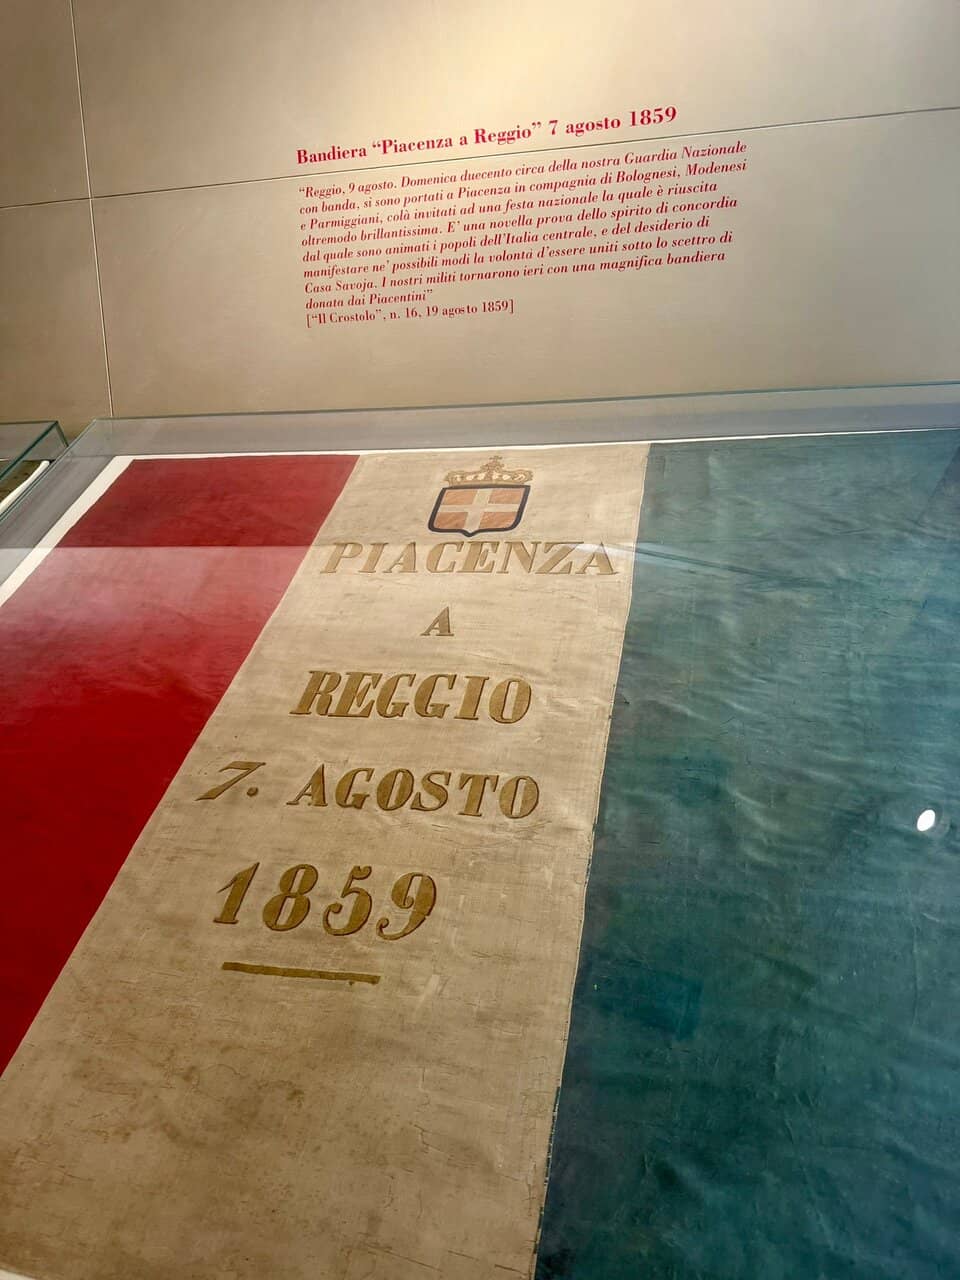 Bandiera “Piacenza a Reggio” 7 agosto 1859
“Reggio, 9 agosto. Domenica duecento circa della nostra Guardia Nazionale
con banda, si sono portati a Piacenza in compagnia di Bolognesi, Modenesi
e Parmiggiani, colà invitati ad una festa nazionale la quale è riuscita
oltremodo brillantissima. E’ una novella prova dello spirito di concordia
dal quale sono animati i popoli dell’Italia centrale, e del desiderio di
manifestare ne’ possibili modi la volontà d’essere uniti sotto lo scettro di
Casa Savoja. I nostri militi tornarono ieri con una magnifica bandiera
donata dai Piacentini”
[“Il Crostolo”, n. 16, 19 agosto 1859]
PIACENZA
A
REGGIO
7. AGOSTO
1859